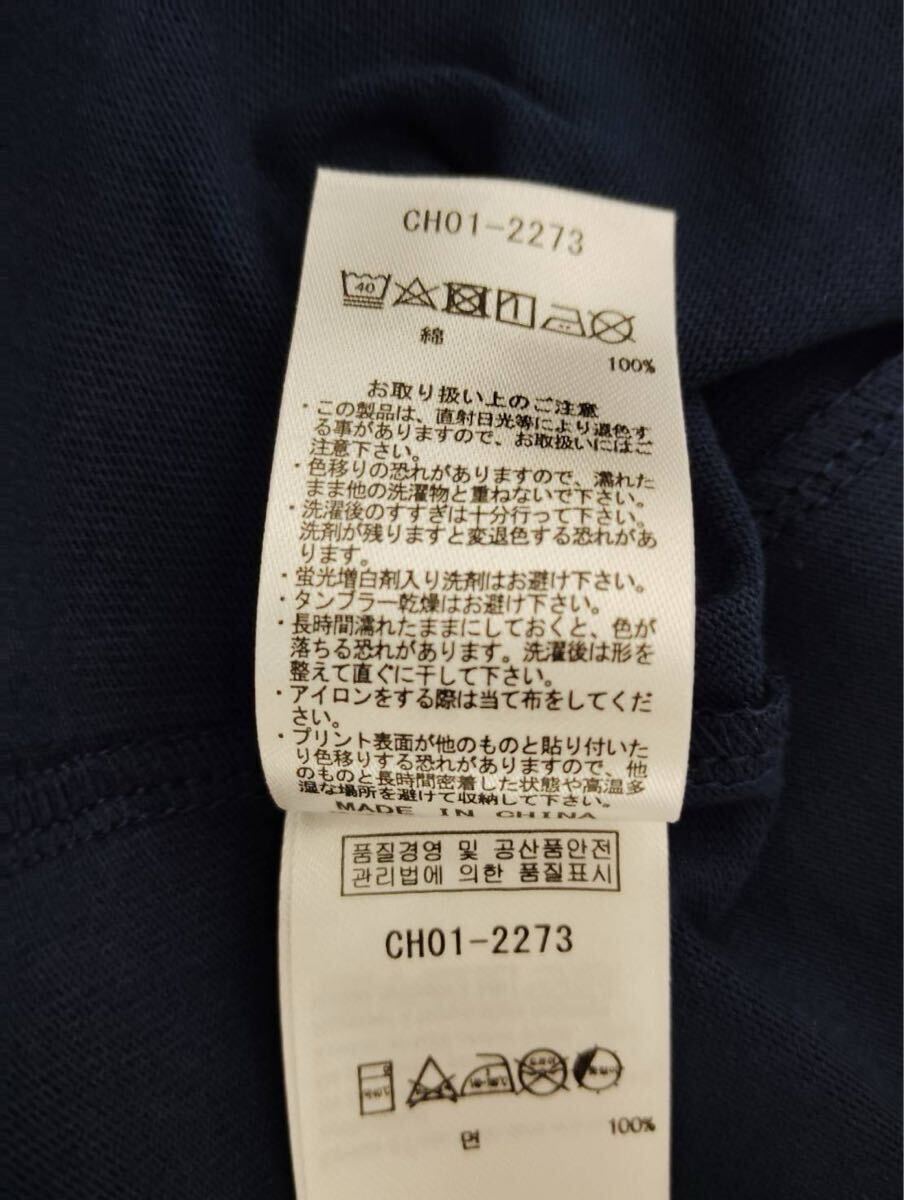 CH01-2273
40
綿
100%
お取り扱い上のご注意
・この製品は、直射日光等により退色す
る事がありますので、お取扱いにはご
注意下さい。
・色移りの恐れがありますので、濡れた
まま他の洗濯物と重ねないで下さい。
・洗濯後のすすぎは十分行って下さい。
洗剤が残りますと変退色する恐れがあ
ります。
・蛍光増白剤入り洗剤はお避け下さい。
・タンブラー乾燥はお避け下さい。
・長時間濡れたままにしておくと、色が
落ちる恐れがあります。洗濯後は形を
整えて直ぐに干して下さい。
・アイロンをする際は当て布をしてくだ
さい。
・プリント表面が他のものと貼り付いた
り色移りする恐れがありますので、他
のものと長時間密着した状態や高温多
湿な場所を避けて収納して下さい。
MADE IN CHINA
품질경영 및 공산품안전
관리법에 의한 품질표시
CH01-2273
면
100%